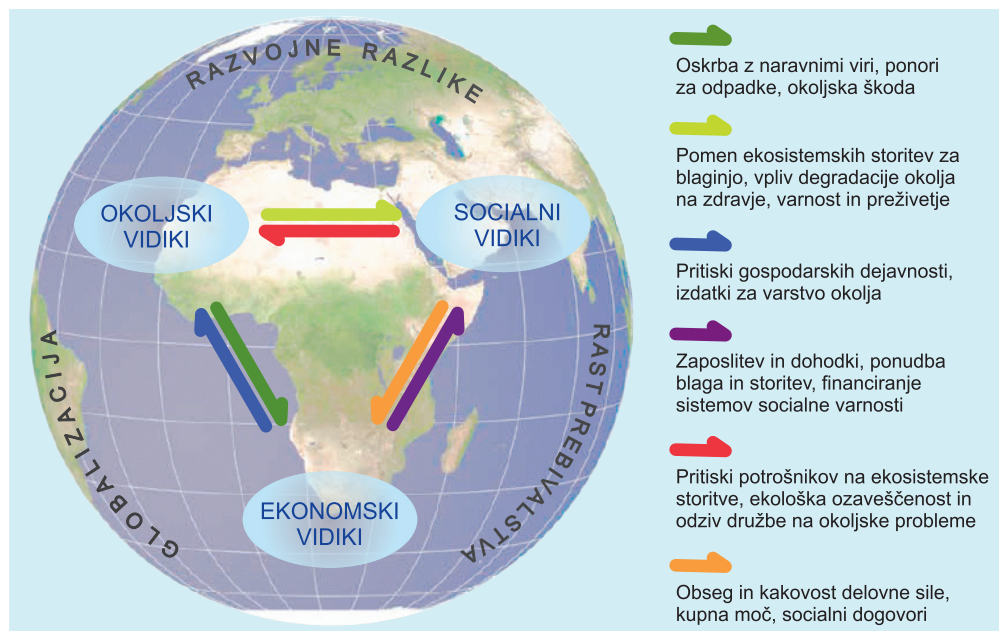 RAZVOJNE RAZLIKE
OKOLJSKI
VIDIKI
SOCIALNI
VIDIKI
EKONOMSKI
VIDIKI
GLOBALIZACIJA
RAST PREBIVALSTVA
Oskrba z naravnimi viri, ponori
za odpadke, okoljska škoda
Pomen ekosistemskih storitev za
blaginjo, vpliv degradacije okolja
na zdravje, varnost in preživetje
Pritiski gospodarskih dejavnosti,
izdatki za varstvo okolja
Zaposlitev in dohodki, ponudba
blaga in storitev, financiranje
sistemov socialne varnosti
Pritiski potrošnikov na ekosistemske
storitve, ekološka ozaveščenost in
odziv družbe na okoljske probleme
Obseg in kakovost delovne sile,
kupna moč, socialni dogovori